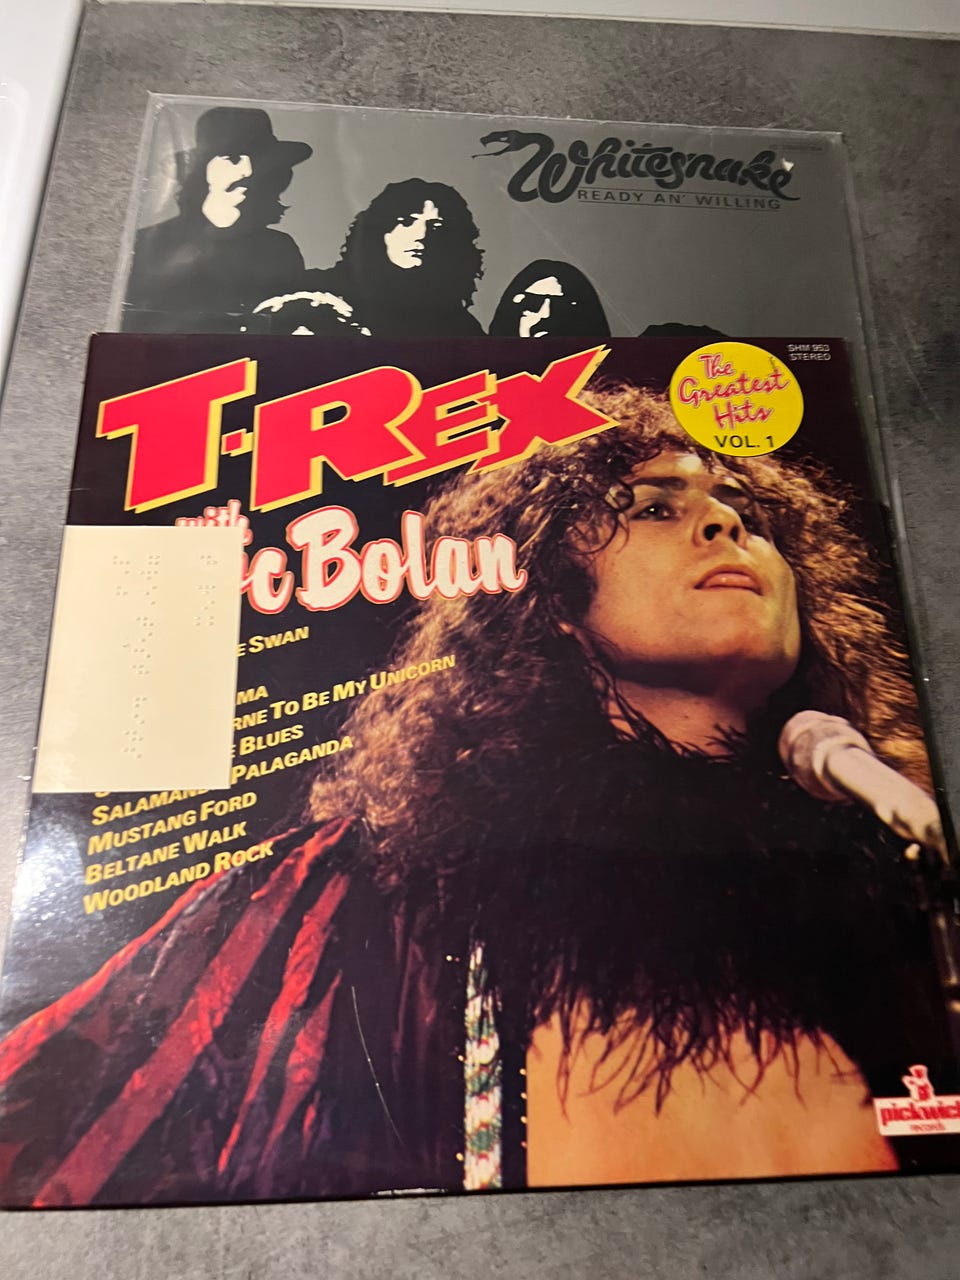 Whitesnake
READY AN' WILLING
SHM 953
STEREO
T·REX
The
Greatest
Hits
VOL. 1
with
c Bolan
E SWAN
MA
RNE TO BE MY UNICORN
E BLUES
SALAMAND PALAGANDA
MUSTANG FORD
BELTANE WALK
WOODLAND ROCK
pickwick
records